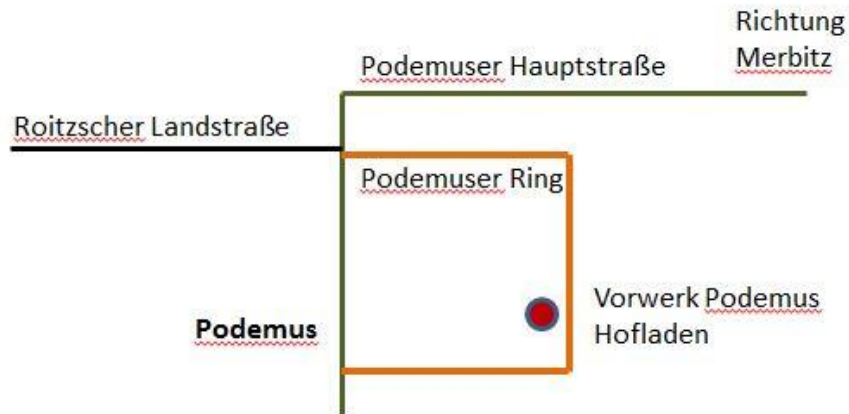 Richtung
Merbitz
Podemuser Hauptstraße
Roitzscher Landstraße
Podemuser Ring
Vorwerk Podemus
Hofladen
Podemus